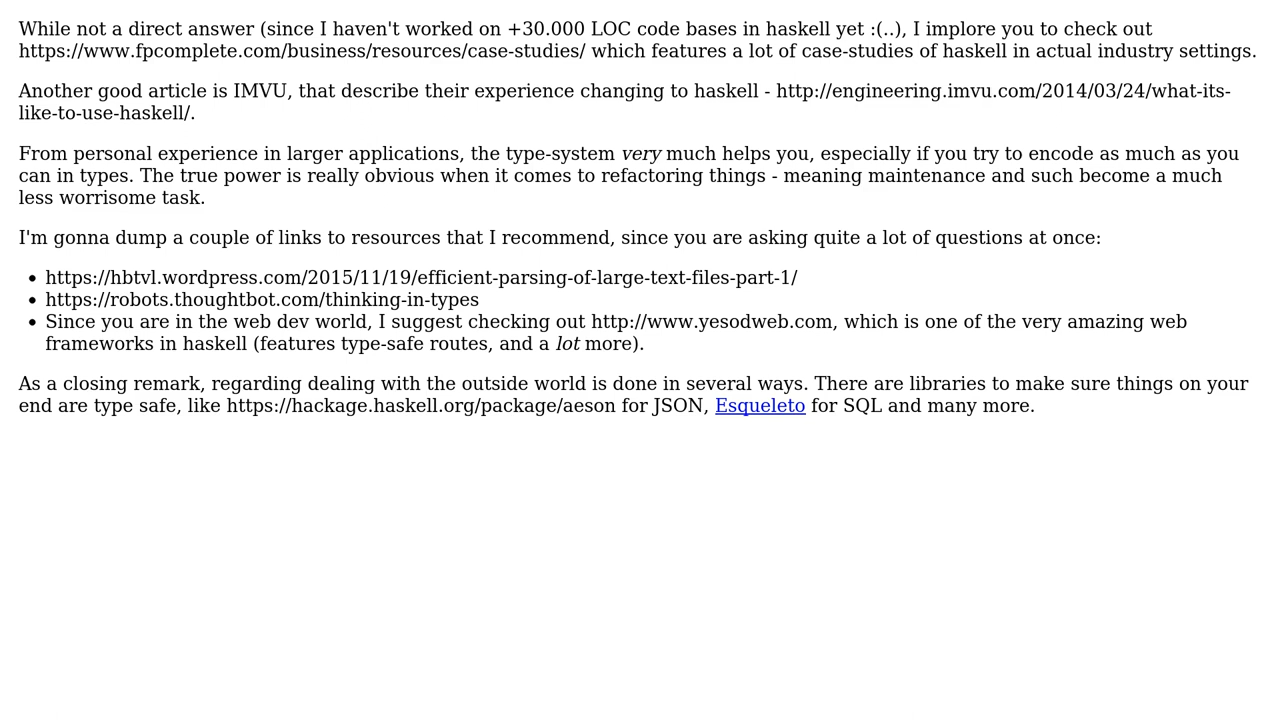 While not a direct answer (since I haven't worked on +30.000 LOC code bases in haskell yet :(..), I implore you to check out
https://www.fpcomplete.com/business/resources/case-studies/ which features a lot of case-studies of haskell in actual industry settings.
Another good article is IMVU, that describe their experience changing to haskell - http://engineering.imvu.com/2014/03/24/what-its-
like-to-use-haskell/.
From personal experience in larger applications, the type-system very much helps you, especially if you try to encode as much as you
can in types. The true power is really obvious when it comes to refactoring things - meaning maintenance and such become a much
less worrisome task.
I'm gonna dump a couple of links to resources that I recommend, since you are asking quite a lot of questions at once:
• https://hbtvl.wordpress.com/2015/11/19/efficient-parsing-of-large-text-files-part-1/
• https://robots.thoughtbot.com/thinking-in-types
• Since you are in the web dev world, I suggest checking out http://www.yesodweb.com, which is one of the very amazing web
frameworks in haskell (features type-safe routes, and a lot more).
As a closing remark, regarding dealing with the outside world is done in several ways. There are libraries to make sure things on your
end are type safe, like https://hackage.haskell.org/package/aeson for JSON, Esqueleto for SQL and many more.